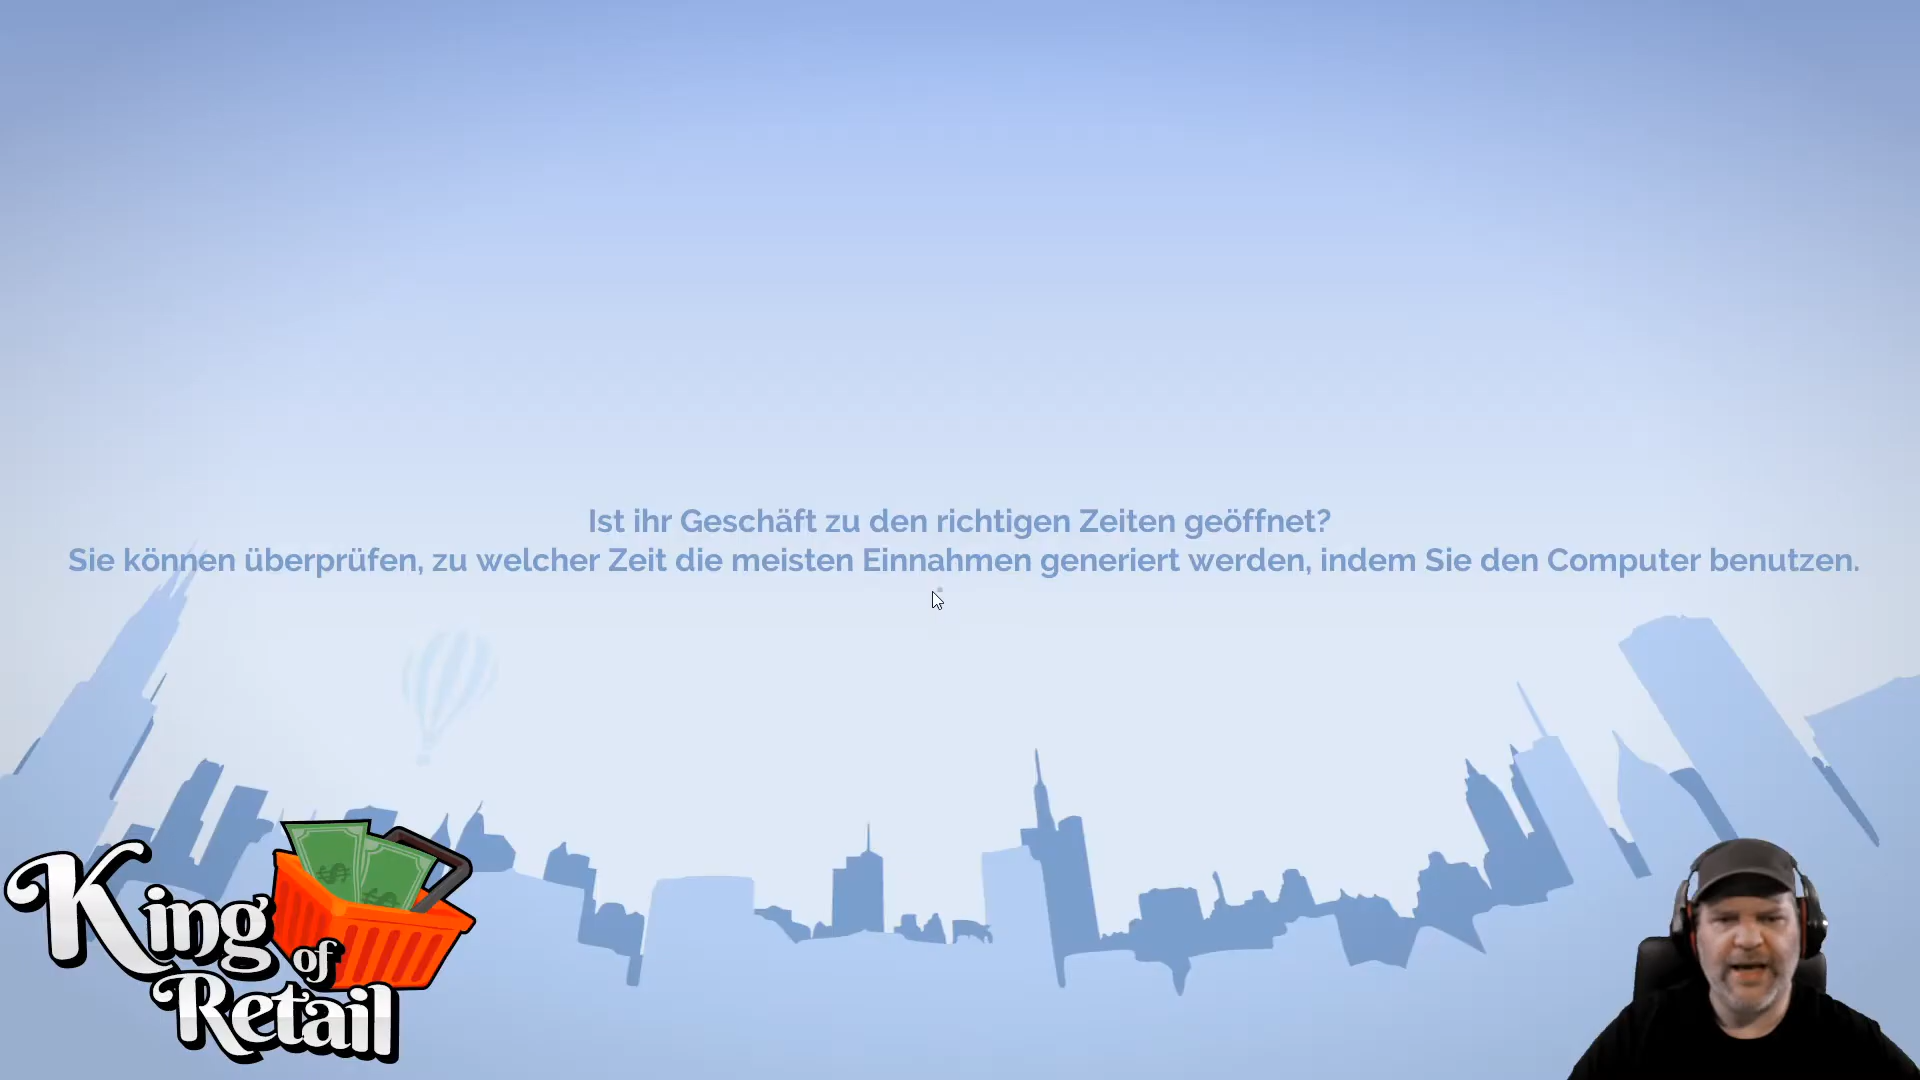 Ist ihr Geschäft zu den richtigen Zeiten geöffnet?
Sie können überprüfen, zu welcher Zeit die meisten Einnahmen generiert werden, indem Sie den Computer benutzen.
King
of
Retail